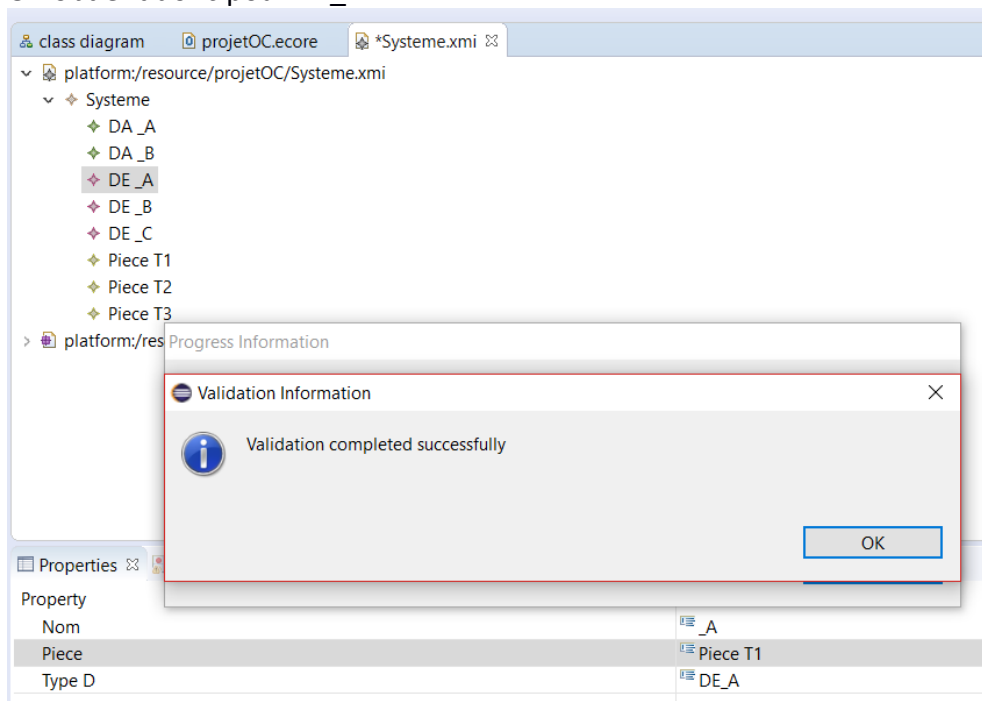 class diagram projetOC.ecore *Systeme.xmi
platform:/resource/projetOC/Systeme.xmi
Systeme
DA _A
DA _B
DE _A
DE _B
DE _C
Piece T1
Piece T2
Piece T3
platform:/res
Progress Information
Validation Information
Validation completed successfully
OK
Properties
Property
Nom _A
Piece Piece T1
Type D DE_A